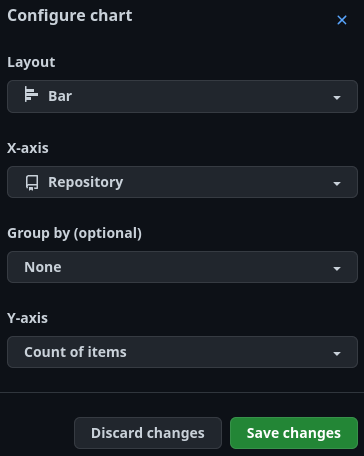 Configure chart
Layout
Bar
X-axis
Repository
Group by (optional)
None
Y-axis
Count of items
Discard changes
Save changes